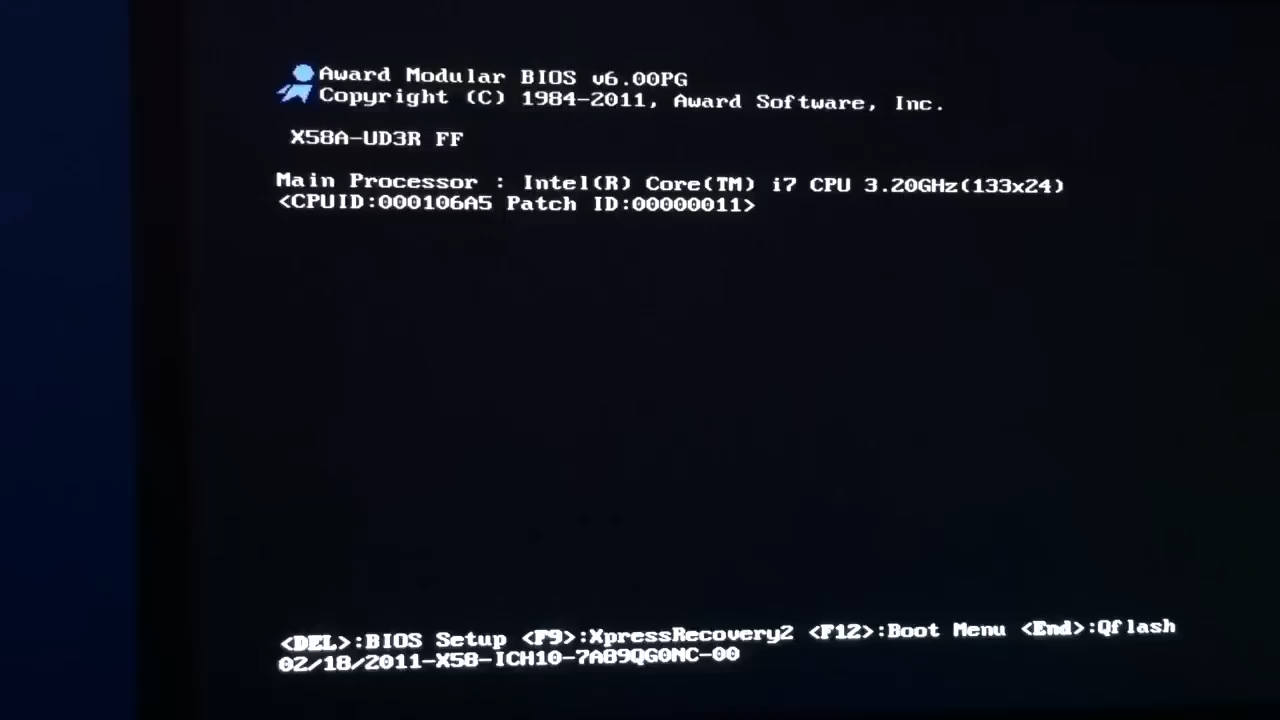 Award Modular BIOS v6.00PG
Copyright (C) 1984-2011, Award Software, Inc.
X58A-UD3R FF
Main Processor : Intel(R) Core(TM) i7 CPU 3.20GHz(133x24)
<CPUID:000106A5 Patch ID:00000011>
<DEL>:BIOS Setup <F9>:XpressRecovery2 <F12>:Boot Menu <End>:Qflash
02/18/2011-X58-ICH10-7A89QG0MC-00